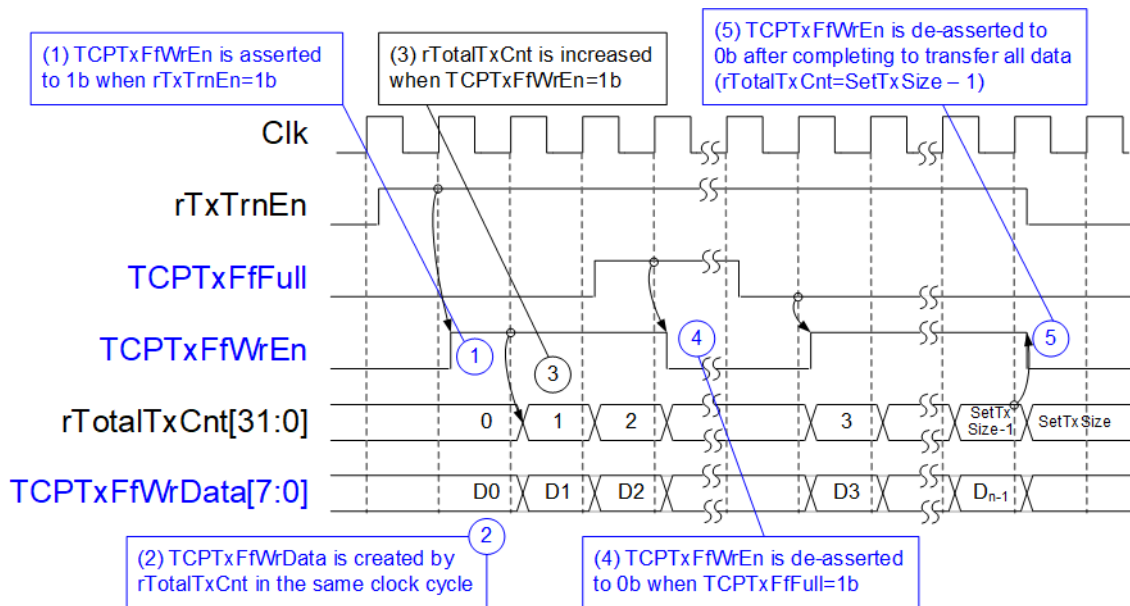 (1) TCPTxFfWrEn is asserted
to 1b when rTxTrnEn=1b
(3) rTotalTxCnt is increased
when TCPTxFfWrEn=1b
(5) TCPTxFfWrEn is de-asserted to
0b after completing to transfer all data
(rTotalTxCnt=SetTxSize – 1)
Clk
rTxTrnEn
TCPTxFfFull
TCPTxFfWrEn
1
3
4
5
rTotalTxCnt[31:0]
0
1
2
3
SetTx
Size-1
SetTxSize
TCPTxFfWrData[7:0]
D0
D1
D2
D3
Dn-1
2
(2) TCPTxFfWrData is created by
rTotalTxCnt in the same clock cycle
(4) TCPTxFfWrEn is de-asserted
to 0b when TCPTxFfFull=1b